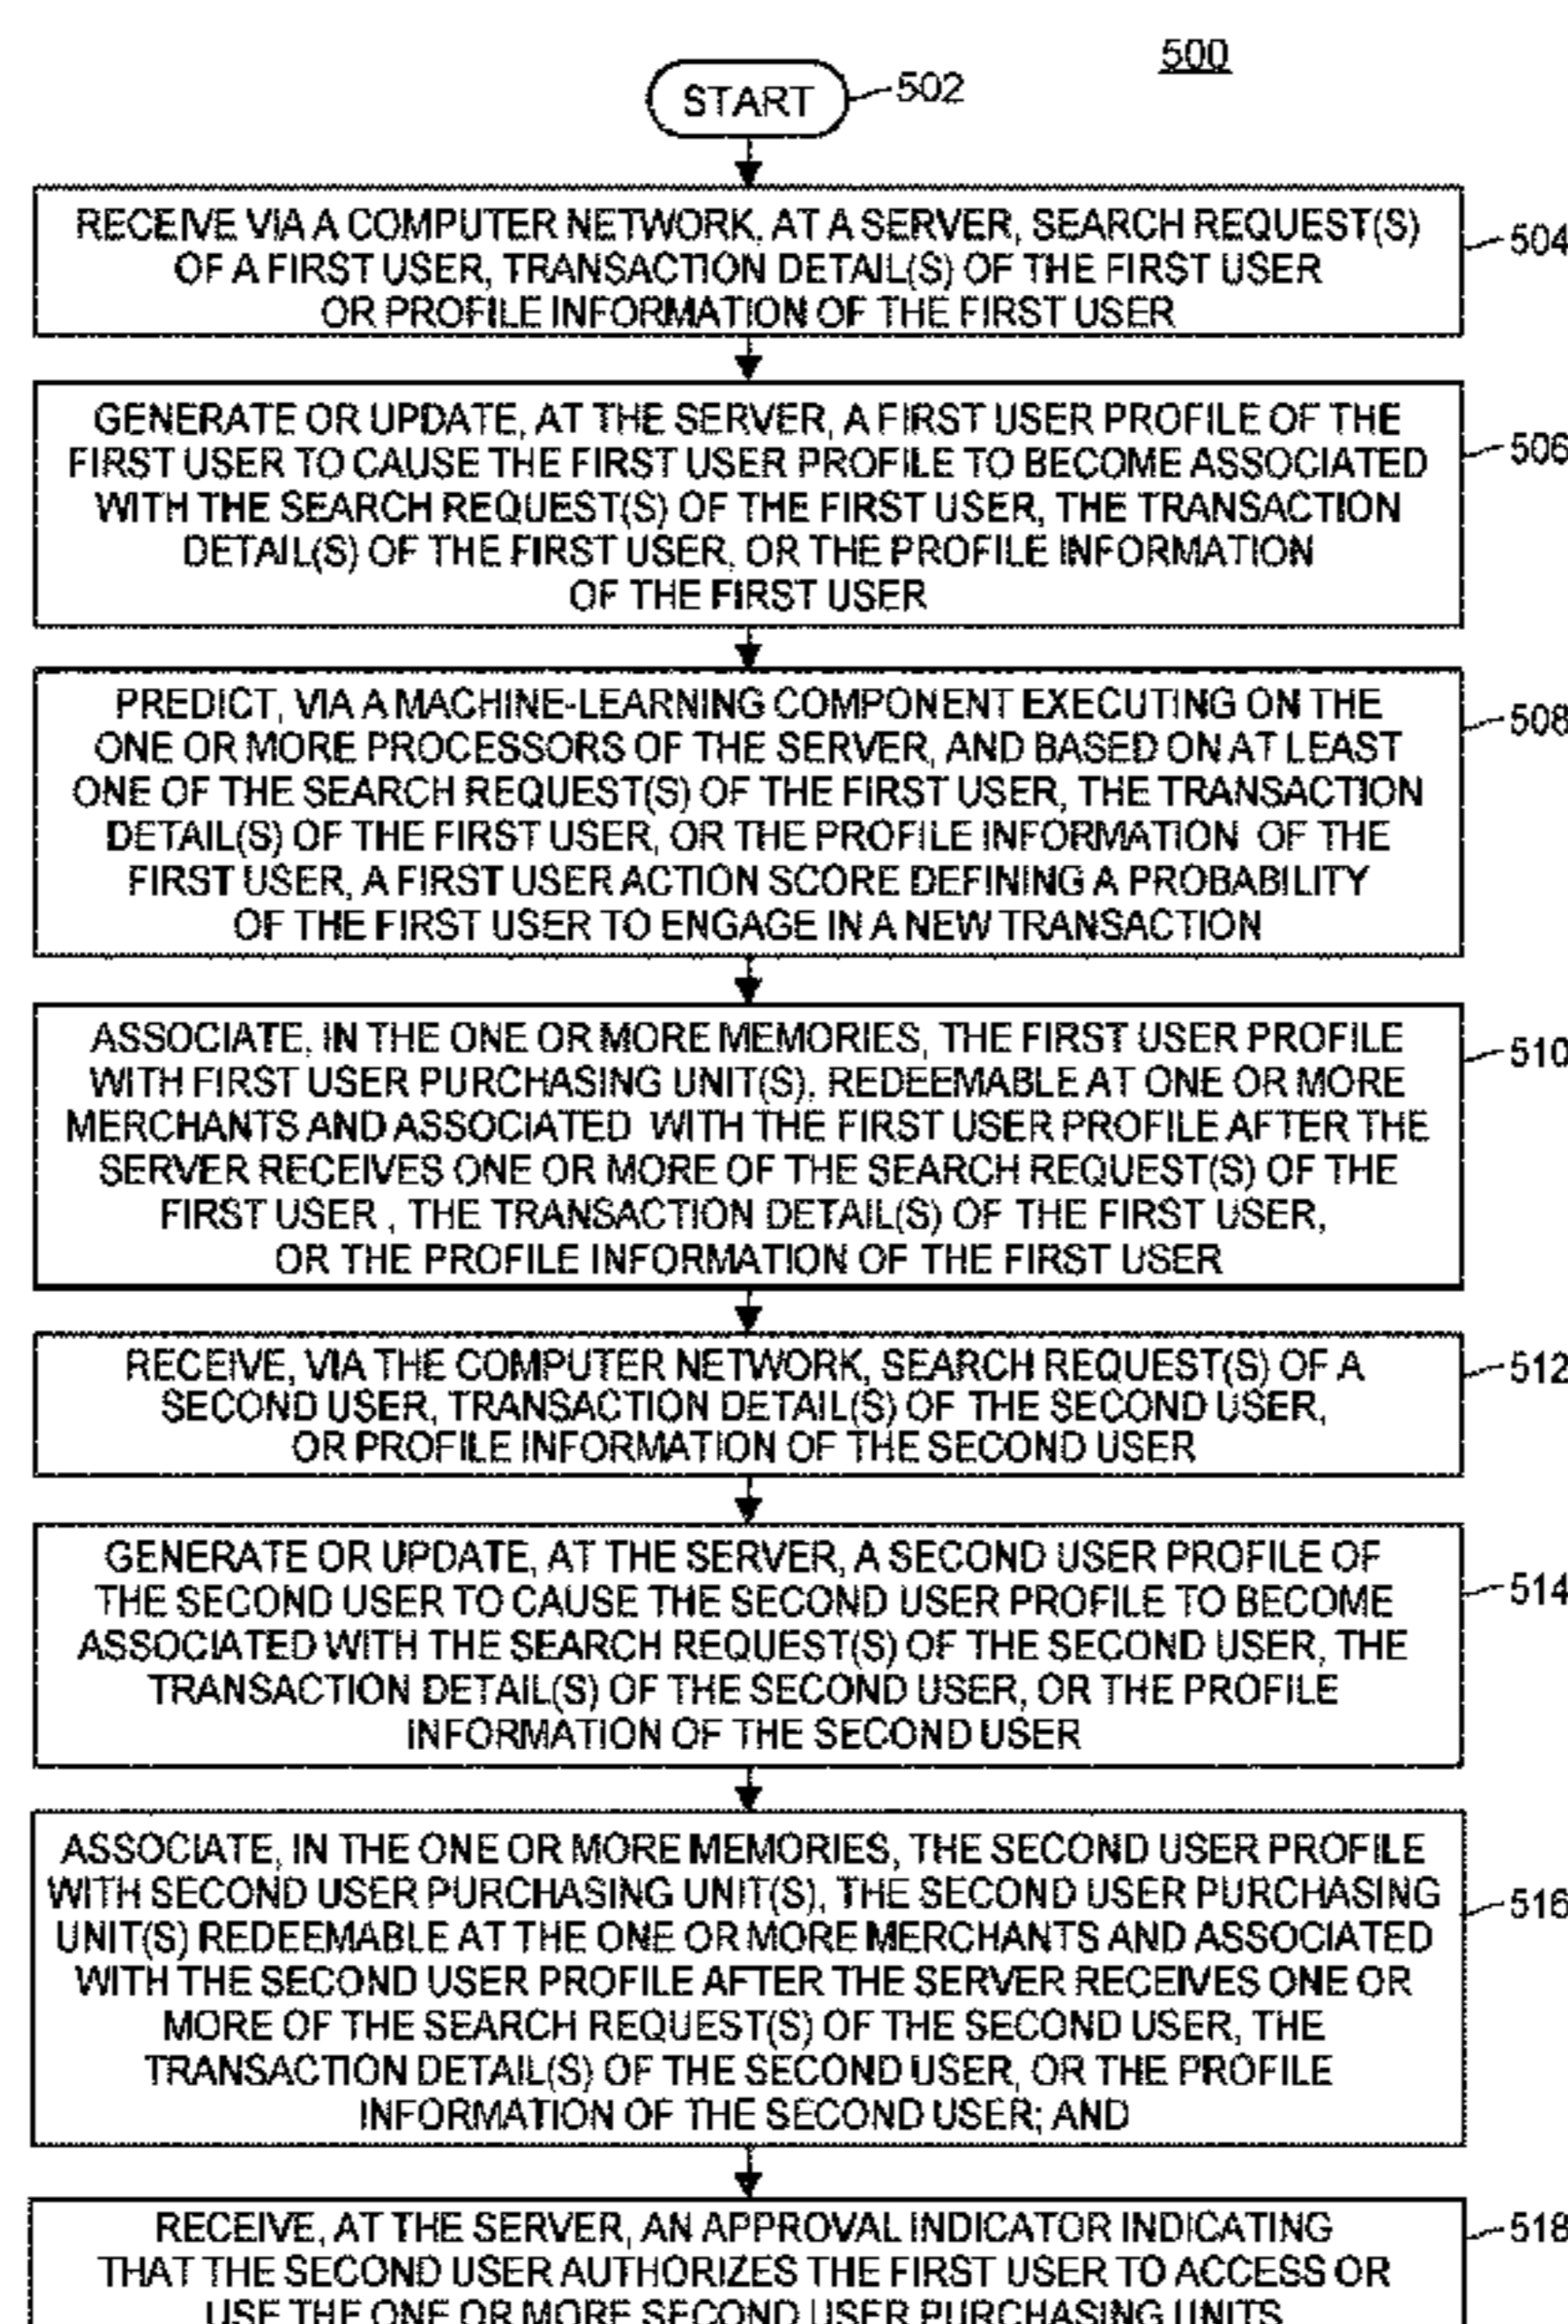 500
START 502
RECEIVE VIA A COMPUTER NETWORK, AT A SERVER, SEARCH REQUEST(S)
OF A FIRST USER, TRANSACTION DETAIL(S) OF THE FIRST USER
OR PROFILE INFORMATION OF THE FIRST USER
504
GENERATE OR UPDATE, AT THE SERVER, A FIRST USER PROFILE OF THE
FIRST USER TO CAUSE THE FIRST USER PROFILE TO BECOME ASSOCIATED
WITH THE SEARCH REQUEST(S) OF THE FIRST USER, THE TRANSACTION
DETAIL(S) OF THE FIRST USER, OR THE PROFILE INFORMATION
OF THE FIRST USER
506
PREDICT, VIA A MACHINE-LEARNING COMPONENT EXECUTING ON THE
ONE OR MORE PROCESSORS OF THE SERVER, AND BASED ON AT LEAST
ONE OF THE SEARCH REQUEST(S) OF THE FIRST USER, THE TRANSACTION
DETAIL(S) OF THE FIRST USER, OR THE PROFILE INFORMATION OF THE
FIRST USER, A FIRST USER ACTION SCORE DEFINING A PROBABILITY
OF THE FIRST USER TO ENGAGE IN A NEW TRANSACTION
508
ASSOCIATE, IN THE ONE OR MORE MEMORIES, THE FIRST USER PROFILE
WITH FIRST USER PURCHASING UNIT(S), REDEEMABLE AT ONE OR MORE
MERCHANTS AND ASSOCIATED WITH THE FIRST USER PROFILE AFTER THE
SERVER RECEIVES ONE OR MORE OF THE SEARCH REQUEST(S) OF THE
FIRST USER , THE TRANSACTION DETAIL(S) OF THE FIRST USER,
OR THE PROFILE INFORMATION OF THE FIRST USER
510
RECEIVE, VIA THE COMPUTER NETWORK, SEARCH REQUEST(S) OF A
SECOND USER, TRANSACTION DETAIL(S) OF THE SECOND USER,
OR PROFILE INFORMATION OF THE SECOND USER
512
GENERATE OR UPDATE, AT THE SERVER, A SECOND USER PROFILE OF
THE SECOND USER TO CAUSE THE SECOND USER PROFILE TO BECOME
ASSOCIATED WITH THE SEARCH REQUEST(S) OF THE SECOND USER, THE
TRANSACTION DETAIL(S) OF THE SECOND USER, OR THE PROFILE
INFORMATION OF THE SECOND USER
514
ASSOCIATE, IN THE ONE OR MORE MEMORIES, THE SECOND USER PROFILE
WITH SECOND USER PURCHASING UNIT(S), THE SECOND USER PURCHASING
UNIT(S) REDEEMABLE AT THE ONE OR MORE MERCHANTS AND ASSOCIATED
WITH THE SECOND USER PROFILE AFTER THE SERVER RECEIVES ONE OR
MORE OF THE SEARCH REQUEST(S) OF THE SECOND USER, THE
TRANSACTION DETAIL(S) OF THE SECOND USER, OR THE PROFILE
INFORMATION OF THE SECOND USER; AND
516
RECEIVE, AT THE SERVER, AN APPROVAL INDICATOR INDICATING
THAT THE SECOND USER AUTHORIZES THE FIRST USER TO ACCESS OR
USE THE ONE OR MORE SECOND USER PURCHASING UNITS
518